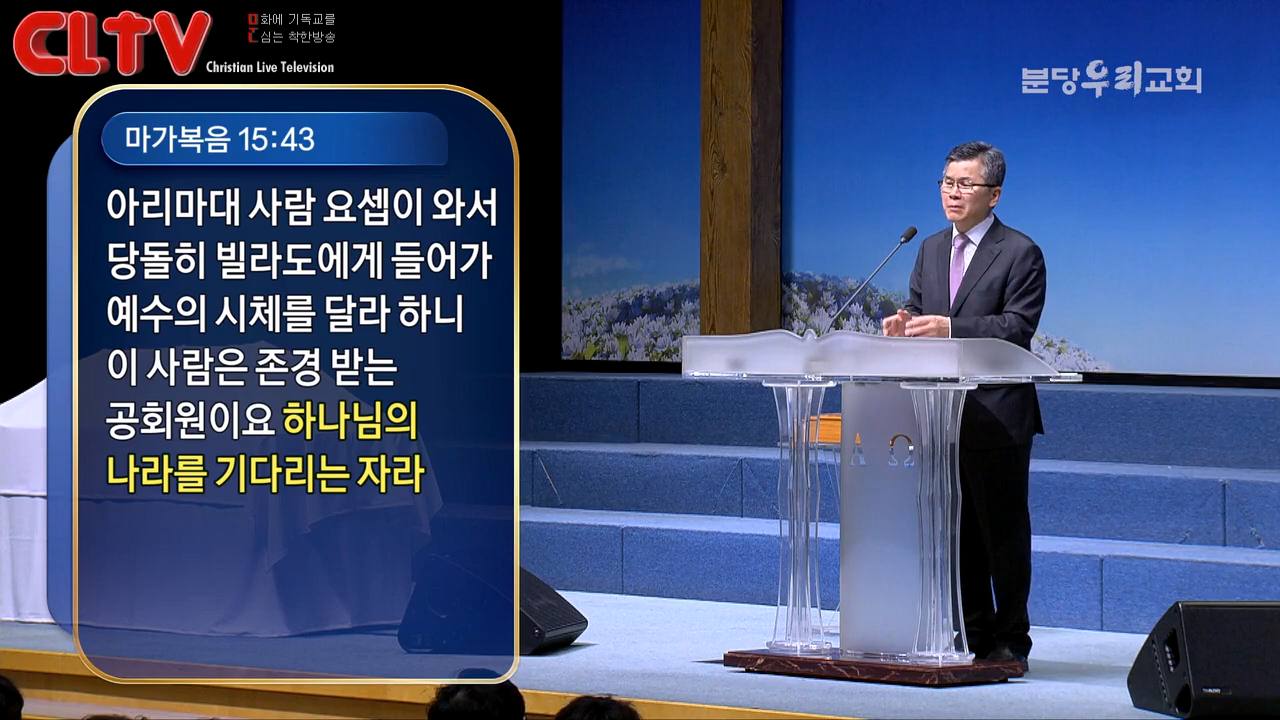 CLTV
문화에 기독교를
심는 착한방송
Christian Live Television
분당우리교회
마가복음 15:43
아리마대 사람 요셉이 와서
당돌히 빌라도에게 들어가
예수의 시체를 달라 하니
이 사람은 존경 받는
공회원이요 하나님의
나라를 기다리는 자라
Α Ω